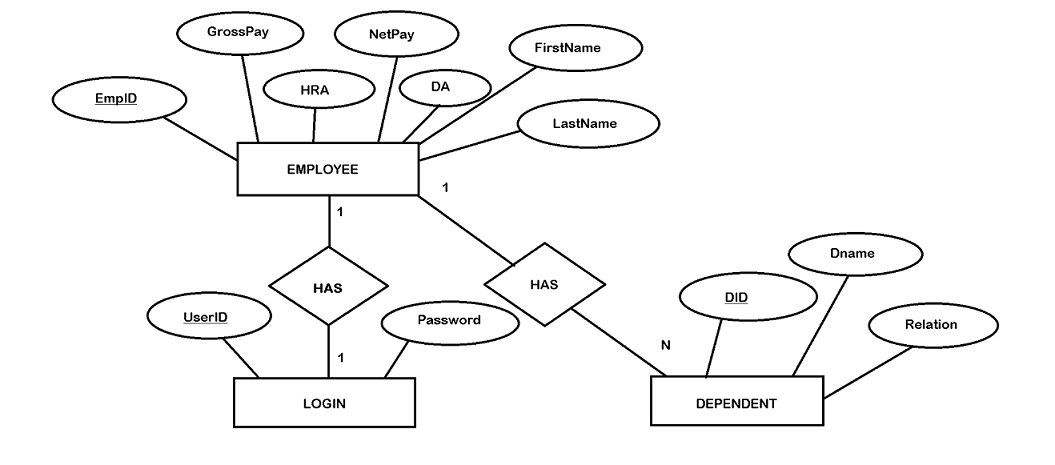 GrossPay
NetPay
FirstName
HRA
DA
EmpID
LastName
EMPLOYEE
1
1
HAS
HAS
Dname
DID
UserID
Password
Relation
N
1
LOGIN
DEPENDENT